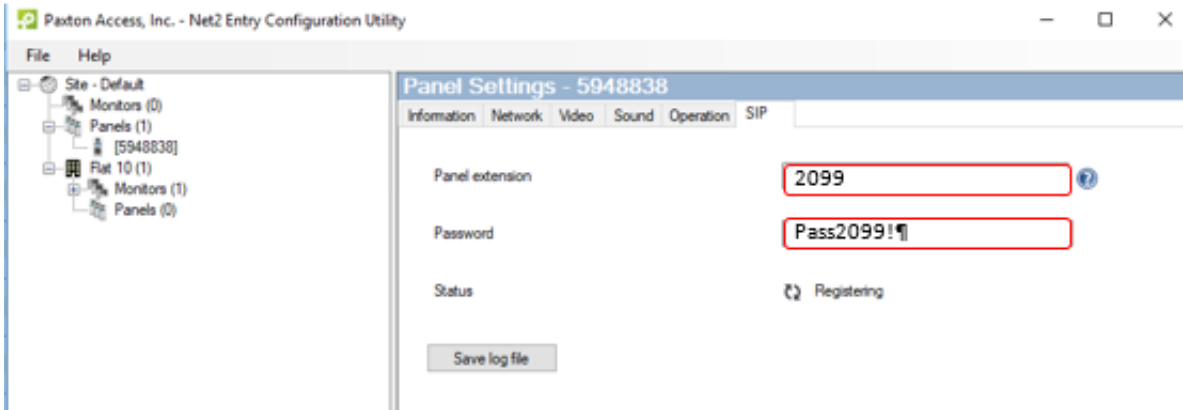 Paxton Access, Inc. - Net2 Entry Configuration Utility
File Help
Site - Default
Monitors (0)
Panels (1)
[5948838]
Flat 10 (1)
Monitors (1)
Panels (0)
Panel Settings - 5948838
Information Network Video Sound Operation SIP
Panel extension 2099
Password Pass2099!¶
Status Registering
Save log file